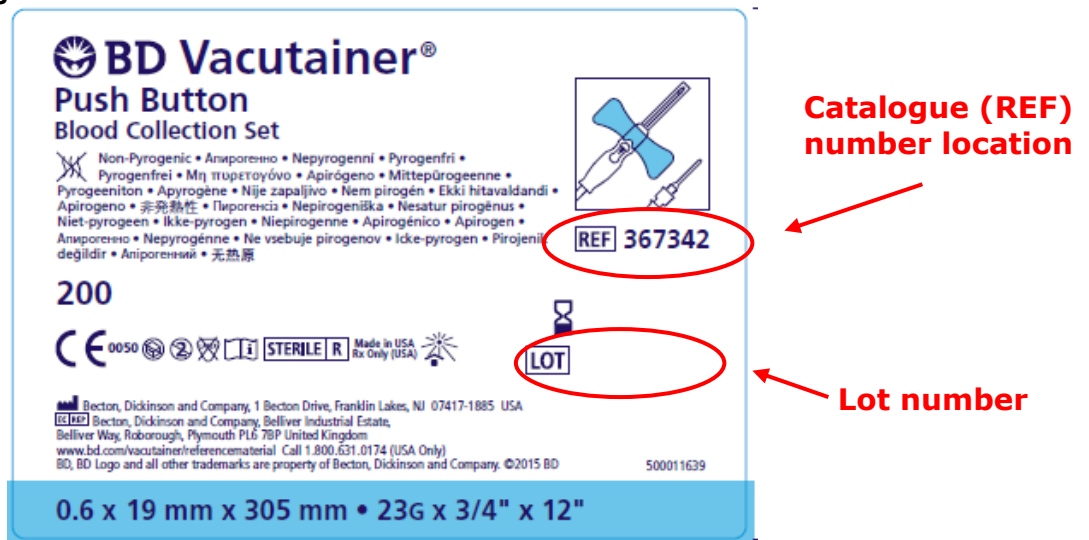 BD Vacutainer®
Push Button
Blood Collection Set
Non-Pyrogenic • Апирогенно • Nepyrogenní • Pyrogenfri •
Pyrogenfrei • Μη πυρετογόνο • Apirógeno • Mittepürogeenne •
Pyrogeeniton • Apyrogène • Nije zapaljivo • Nem pirogén • Ekki hitavaldandi •
Apirogeno • 非発熱性 • Пирогенсіз • Nepirogeniška • Nesatur pirogēnus •
Niet-pyrogeen • Ikke-pyrogen • Niepirogenne • Apirogénico • Apirogen •
Апирогенно • Nepyrogénne • Ne vsebuje pirogenov • Icke-pyrogen • Pirojenik
değildir • Апірогенний • 无热原
REF 367342
Catalogue (REF)
number location
200
CE 0050 2 i STERILE R Made in USA
Rx Only (USA)
LOT
Lot number
Becton, Dickinson and Company, 1 Becton Drive, Franklin Lakes, NJ 07417-1885 USA
EC REP Becton, Dickinson and Company, Belliver Industrial Estate,
Belliver Way, Roborough, Plymouth PL6 7BP United Kingdom
www.bd.com/vacutainer/referencematerial Call 1.800.631.0174 (USA Only)
BD, BD Logo and all other trademarks are property of Becton, Dickinson and Company. ©2015 BD
500011639
0.6 x 19 mm x 305 mm • 23G x 3/4" x 12"